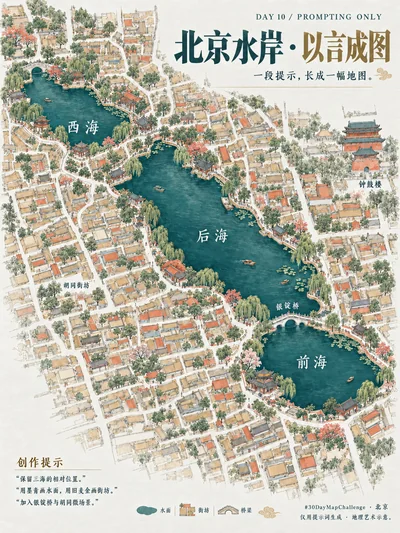 DAY 10 / PROMPTING ONLY
北京水岸·以言成图
一段提示，长成一幅地图。
西海
钟鼓楼
后海
胡同街坊
银锭桥
前海
创作提示
“保留三海的相对位置。”
“用墨青画水面，用旧麦金画街坊。”
“加入银锭桥与胡同微场景。”
水面
街坊
桥梁
#30DayMapChallenge · 北京
仅用提示词生成 · 地理艺术示意。